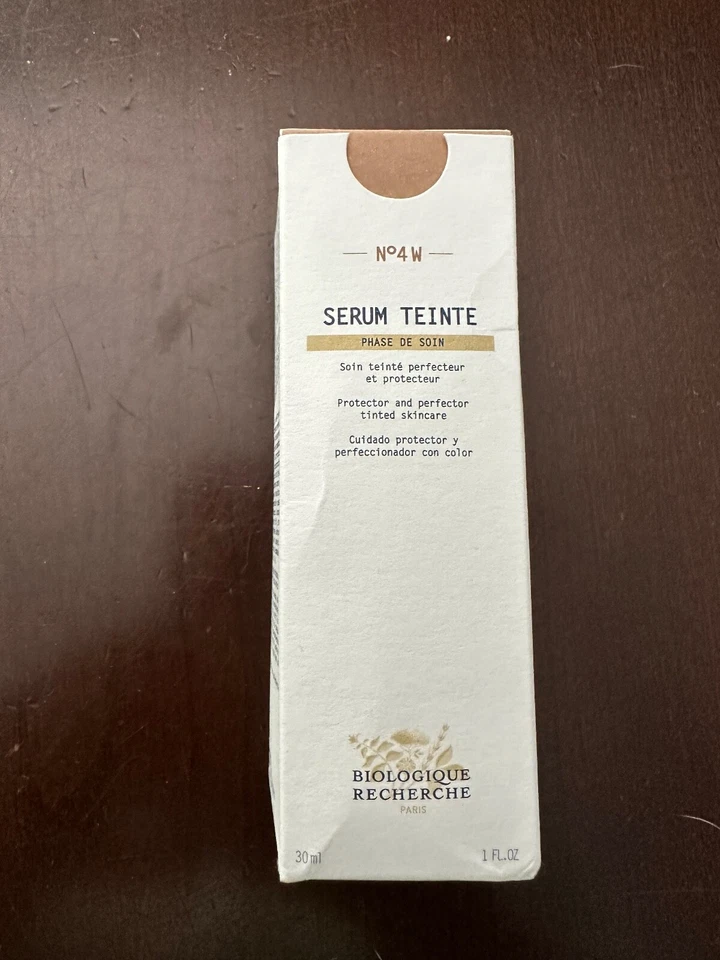 Nº4W
SERUM TEINTE
PHASE DE SOIN
Soin teinté perfecteur
et protecteur
Protector and perfector
tinted skincare
Cuidado protector y
perfeccionador con color
BIOLOGIQUE
RECHERCHE
PARIS
30ml
1 FL.OZ